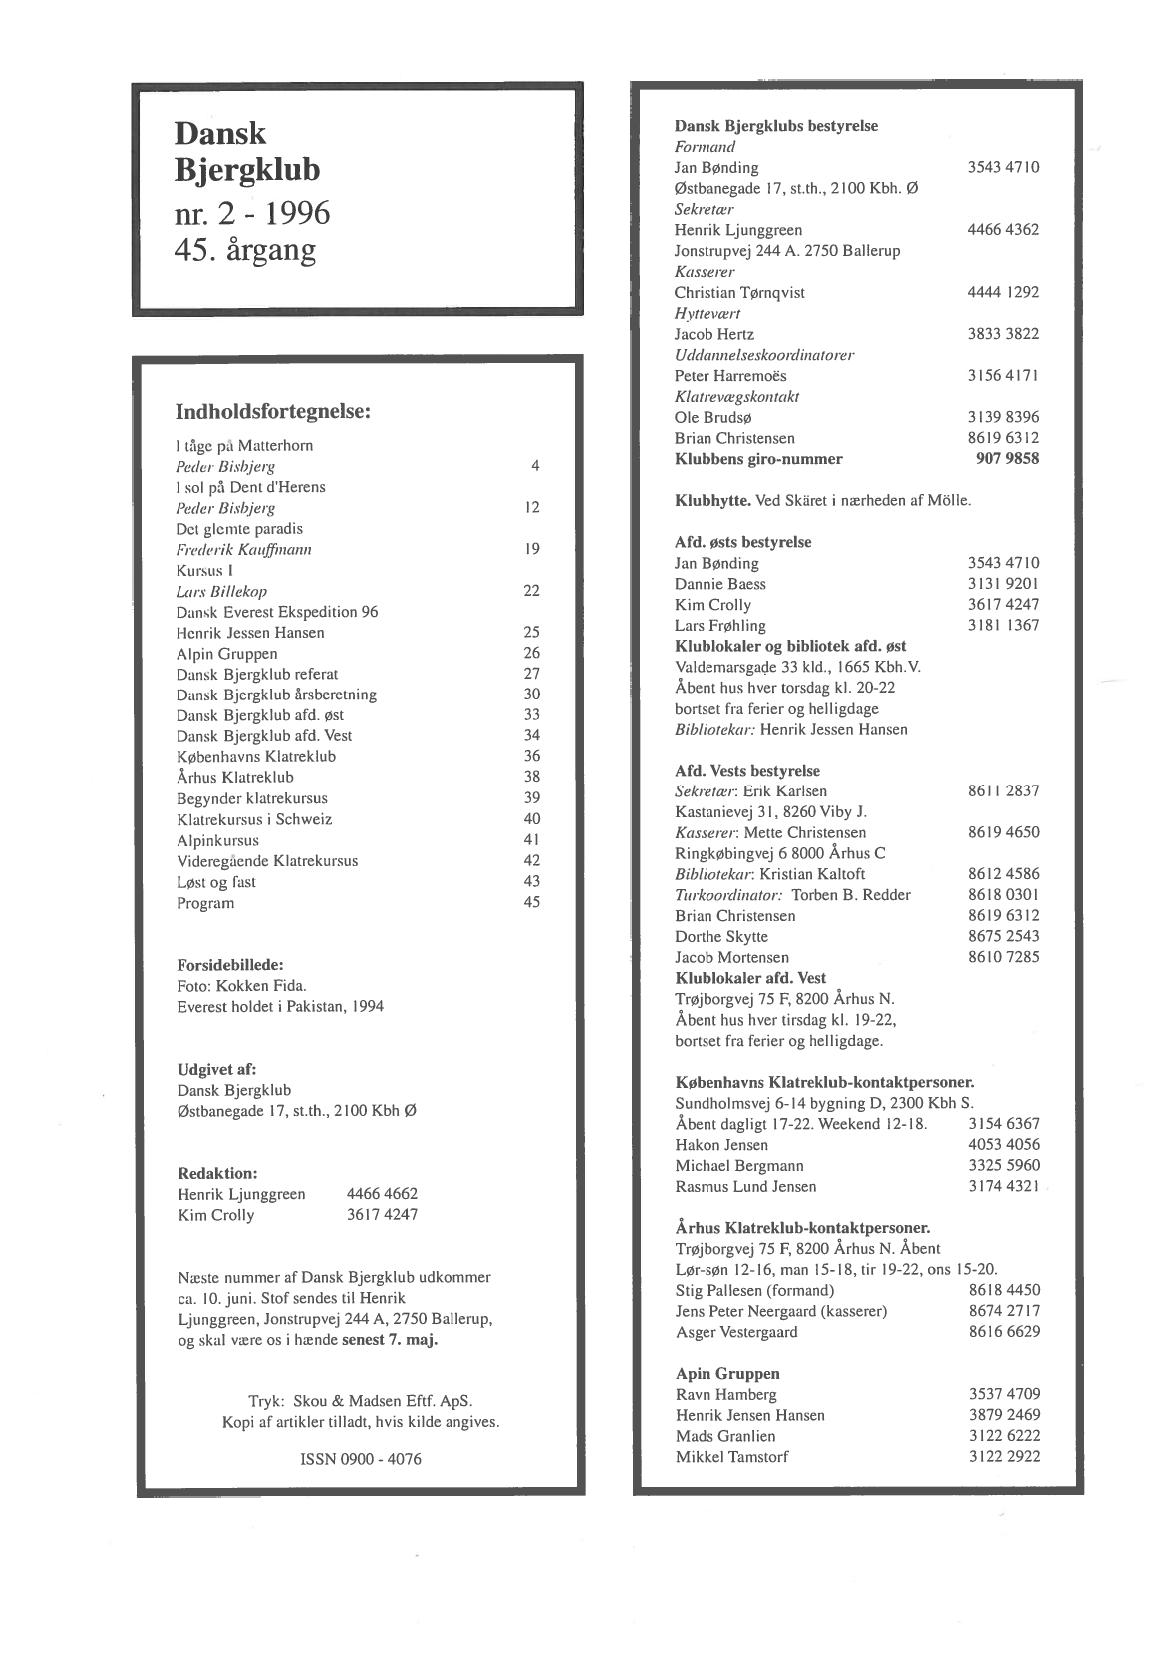 Dansk
Bjergklub
nr. 2 - 1996
45. årgang
Indholdsfortegnelse:
I tåge på Matterhorn
Peder Bisbjerg 4
I sol på Dent d'Herens
Peder Bisbjerg 12
Det glemte paradis
Frederik Kauffmann 19
Kursus I
Lars Billekop 22
Dansk Everest Ekspedition 96
Henrik Jessen Hansen 25
Alpin Gruppen 26
Dansk Bjergklub referat 27
Dansk Bjergklub årsberetning 30
Dansk Bjergklub afd. øst 33
Dansk Bjergklub afd. Vest 34
Københavns Klatreklub 36
Århus Klatreklub 38
Begynder klatrekursus 39
Klatrekursus i Schweiz 40
Alpinkursus 41
Videregående Klatrekursus 42
Løst og fast 43
Program 45
Forsidebillede:
Foto: Kokken Fida.
Everest holdet i Pakistan, 1994
Udgivet af:
Dansk Bjergklub
Østbanegade 17, st.th., 2100 Kbh Ø
Redaktion:
Henrik Ljunggreen 4466 4662
Kim Crolly 3617 4247
Næste nummer af Dansk Bjergklub udkommer
ca. 10. juni. Stof sendes til Henrik
Ljunggreen, Jonstrupvej 244 A, 2750 Ballerup,
og skal være os i hænde senest 7. maj.
Tryk: Skou & Madsen Eftf. ApS.
Kopi af artikler tilladt, hvis kilde angives.
ISSN 0900 - 4076
Dansk Bjergklubs bestyrelse
Formand
Jan Bønding 3543 4710
Østbanegade 17, st.th., 2100 Kbh. Ø
Sekretær
Henrik Ljunggreen 4466 4362
Jonstrupvej 244 A. 2750 Ballerup
Kasserer
Christian Tørnqvist 4444 1292
Hyttevært
Jacob Hertz 3833 3822
Uddannelseskoordinatorer
Peter Harremoës 3156 4171
Klatrevægskontakt
Ole Brudsø 3139 8396
Brian Christensen 8619 6312
Klubbens giro-nummer 907 9858
Klubhytte. Ved Skäret i nærheden af Mölle.
Afd. østs bestyrelse
Jan Bønding 3543 4710
Dannie Baess 3131 9201
Kim Crolly 3617 4247
Lars Frøhling 3181 1367
Klublokaler og bibliotek afd. øst
Valdemarsgade 33 kld., 1665 Kbh.V.
Åbent hus hver torsdag kl. 20-22
bortset fra ferier og helligdage
Bibliotekar: Henrik Jessen Hansen
Afd. Vests bestyrelse
Sekretær: Erik Karlsen 8611 2837
Kastanievej 31, 8260 Viby J.
Kasserer: Mette Christensen 8619 4650
Ringkøbingvej 6 8000 Århus C
Bibliotekar: Kristian Kaltoft 8612 4586
Turkoordinator: Torben B. Redder 8618 0301
Brian Christensen 8619 6312
Dorthe Skytte 8675 2543
Jacob Mortensen 8610 7285
Klublokaler afd. Vest
Trøjborgvej 75 F, 8200 Århus N.
Åbent hus hver tirsdag kl. 19-22,
bortset fra ferier og helligdage.
Københavns Klatreklub-kontaktpersoner.
Sundholmsvej 6-14 bygning D, 2300 Kbh S.
Åbent dagligt 17-22. Weekend 12-18. 3154 6367
Hakon Jensen 4053 4056
Michael Bergmann 3325 5960
Rasmus Lund Jensen 3174 4321
Århus Klatreklub-kontaktpersoner.
Trøjborgvej 75 F, 8200 Århus N. Åbent
Lør-søn 12-16, man 15-18, tir 19-22, ons 15-20.
Stig Pallesen (formand) 8618 4450
Jens Peter Neergaard (kasserer) 8674 2717
Asger Vestergaard 8616 6629
Apin Gruppen
Ravn Hamberg 3537 4709
Henrik Jensen Hansen 3879 2469
Mads Granlien 3122 6222
Mikkel Tamstorf 3122 2922